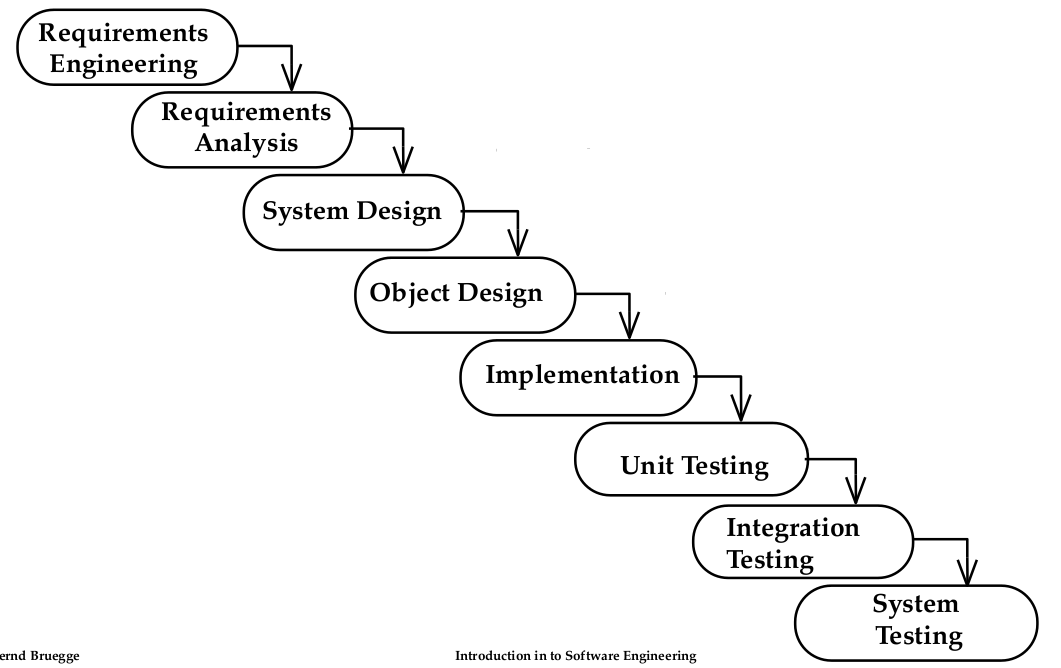 Requirements
Engineering
Requirements
Analysis
System Design
Object Design
Implementation
Unit Testing
Integration
Testing
System
Testing
ernd Bruegge
Introduction in to Software Engineering